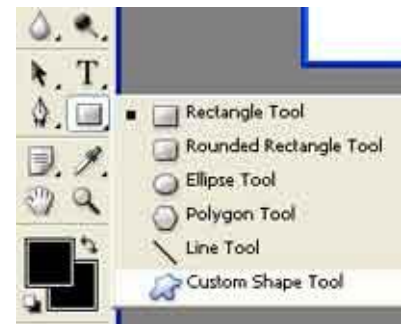 T
Rectangle Tool
Rounded Rectangle Tool
Ellipse Tool
Polygon Tool
Line Tool
Custom Shape Tool